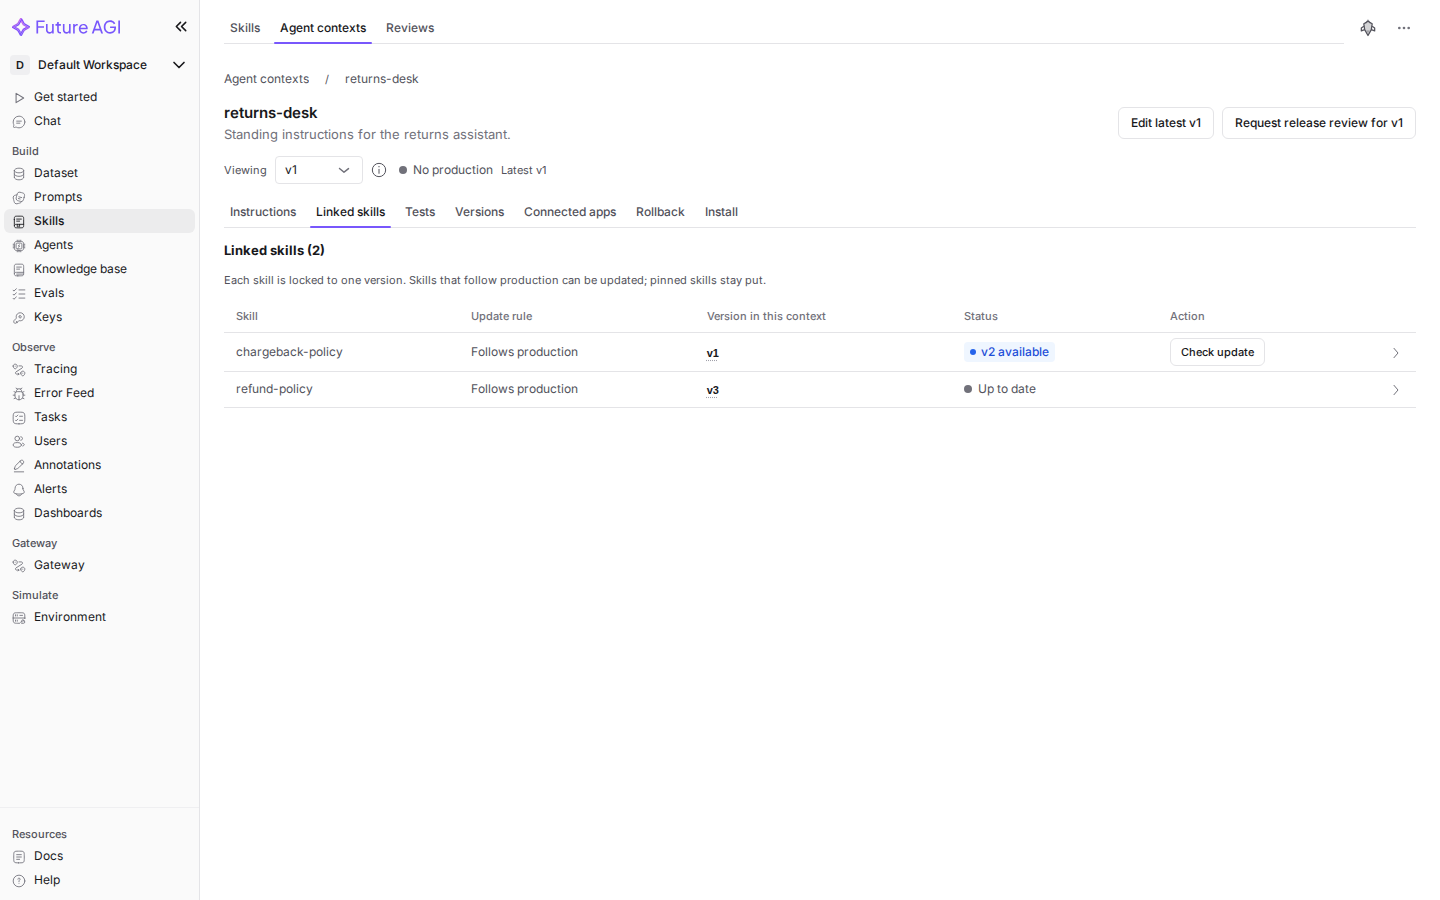 Future AGI
D Default Workspace
Get started
Chat
Build
Dataset
Prompts
Skills
Agents
Knowledge base
Evals
Keys
Observe
Tracing
Error Feed
Tasks
Users
Annotations
Alerts
Dashboards
Gateway
Gateway
Simulate
Environment
Resources
Docs
Help
Skills Agent contexts Reviews
Agent contexts / returns-desk
returns-desk
Standing instructions for the returns assistant.
Edit latest v1 Request release review for v1
Viewing v1 No production Latest v1
Instructions Linked skills Tests Versions Connected apps Rollback Install
Linked skills (2)
Each skill is locked to one version. Skills that follow production can be updated; pinned skills stay put.
Skill Update rule Version in this context Status Action
chargeback-policy Follows production v1 v2 available Check update
refund-policy Follows production v3 Up to date